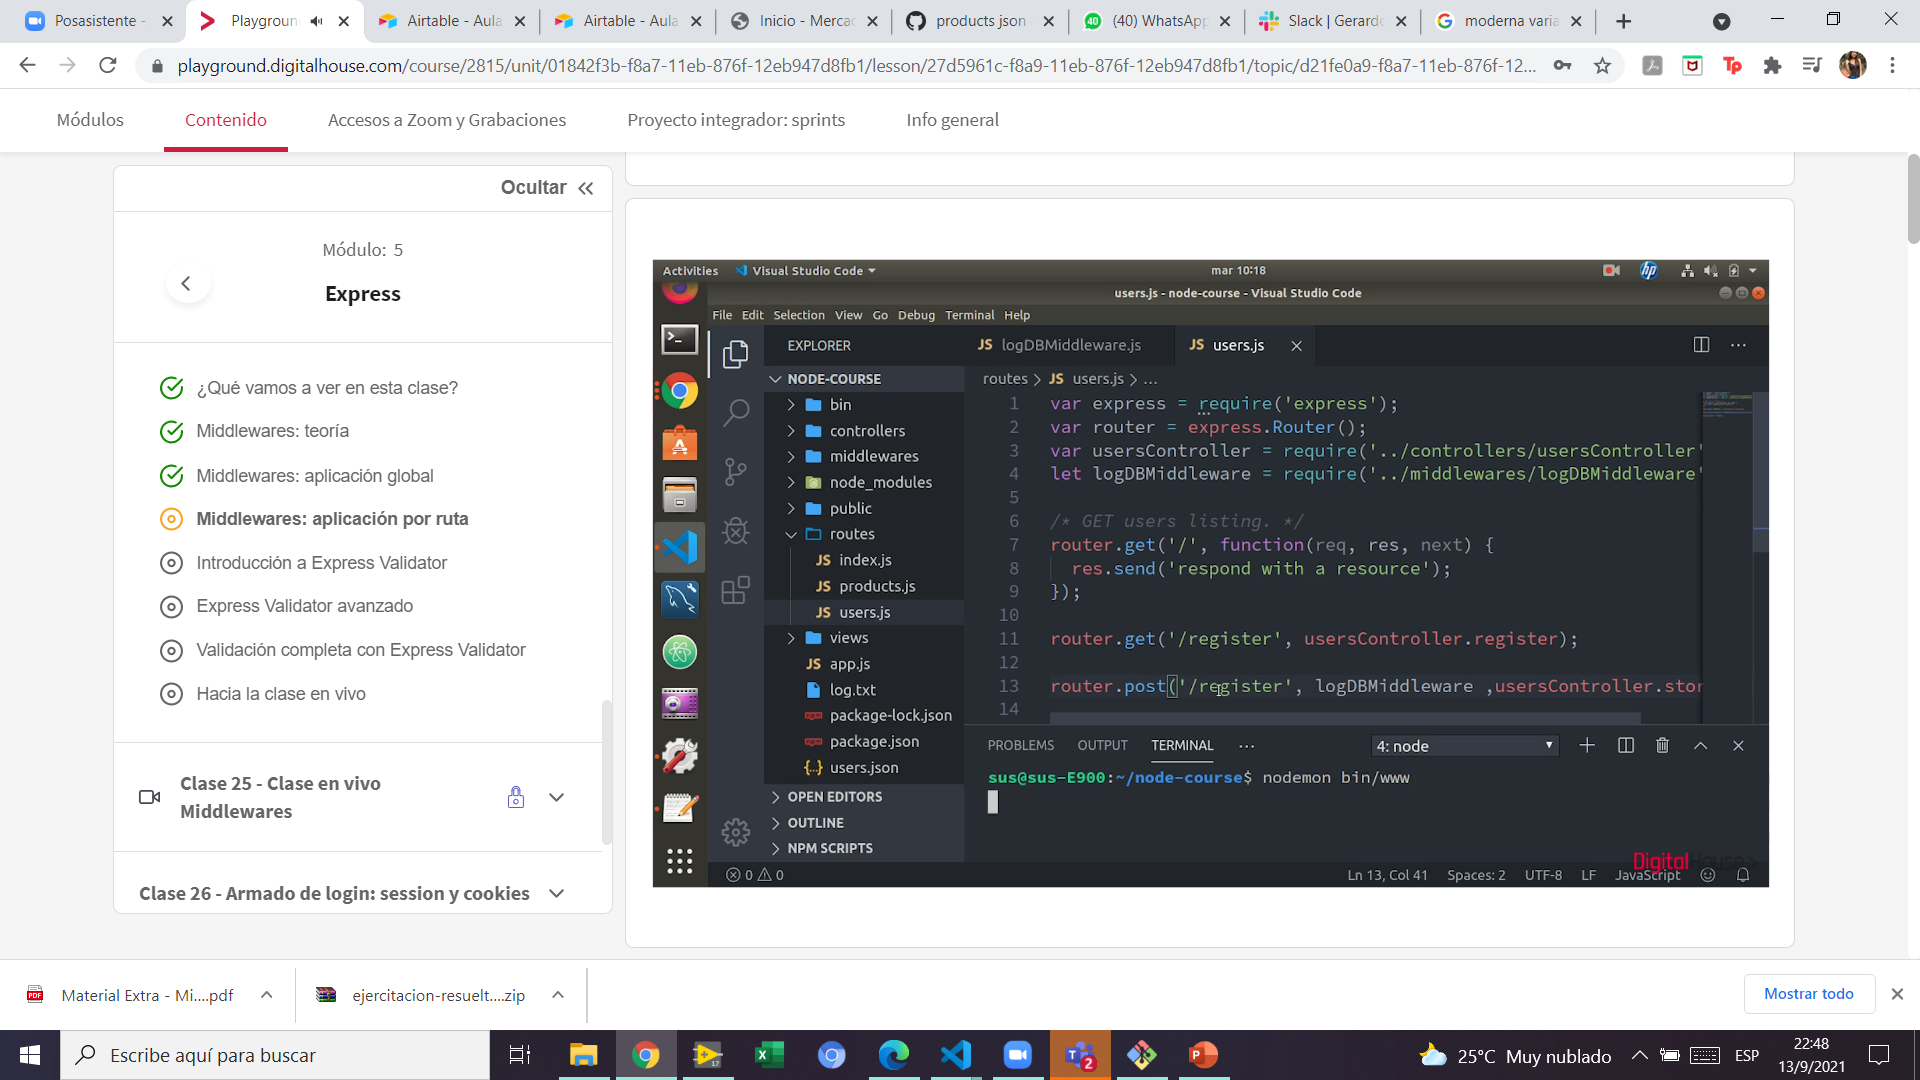 Posasistente -
Playground
Airtable - Aula
Airtable - Aula
Inicio - Merca
products json
(40) WhatsApp
Slack | Gerardo
moderna varia
playground.digitalhouse.com/course/2815/unit/01842f3b-f8a7-11eb-876f-12eb947d8fb1/lesson/27d5961c-f8a9-11eb-876f-12eb947d8fb1/topic/d21fe0a9-f8a7-11eb-876f-12...
Módulos
Contenido
Accesos a Zoom y Grabaciones
Proyecto integrador: sprints
Info general
Ocultar
Módulo: 5
Express
¿Qué vamos a ver en esta clase?
Middlewares: teoría
Middlewares: aplicación global
Middlewares: aplicación por ruta
Introducción a Express Validator
Express Validator avanzado
Validación completa con Express Validator
Hacia la clase en vivo
Clase 25 - Clase en vivo
Middlewares
Clase 26 - Armado de login: session y cookies
Activities
Visual Studio Code
mar 10:18
users.js - node-course - Visual Studio Code
File Edit Selection View Go Debug Terminal Help
EXPLORER
JS logDBMiddleware.js
JS users.js
NODE-COURSE
bin
controllers
middlewares
node_modules
public
routes
JS index.js
JS products.js
JS users.js
views
JS app.js
log.txt
package-lock.json
package.json
{..} users.json
OPEN EDITORS
OUTLINE
NPM SCRIPTS
routes > JS users.js > ...
1 var express = require('express');
2 var router = express.Router();
3 var usersController = require('../controllers/usersController'
4 let logDBMiddleware = require('../middlewares/logDBMiddleware'
5
6 /* GET users listing. */
7 router.get('/', function(req, res, next) {
8 res.send('respond with a resource');
9 });
10
11 router.get('/register', usersController.register);
12
13 router.post('/register', logDBMiddleware ,usersController.stor
14
PROBLEMS OUTPUT TERMINAL ...
4: node
sus@sus-E900:~/node-course$ nodemon bin/www
DigitalHouse>
0 0
Ln 13, Col 41 Spaces: 2 UTF-8 LF JavaScript
Material Extra - Mi....pdf
ejercitacion-resuelt....zip
Mostrar todo
Escribe aquí para buscar
25°C Muy nublado
ESP
22:48
13/9/2021